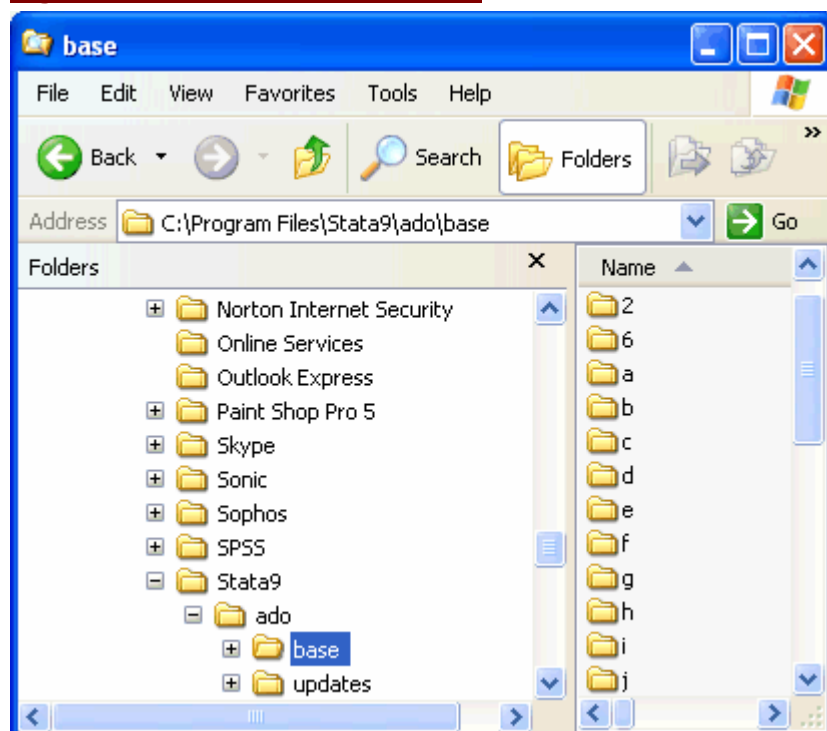 base
File Edit View Favorites Tools Help
Back Search Folders »
Address C:\Program Files\Stata9\ado\base Go
Folders
Norton Internet Security
Online Services
Outlook Express
Paint Shop Pro 5
Skype
Sonic
Sophos
SPSS
Stata9
ado
base
updates
Name
2
6
a
b
c
d
e
f
g
h
i
j